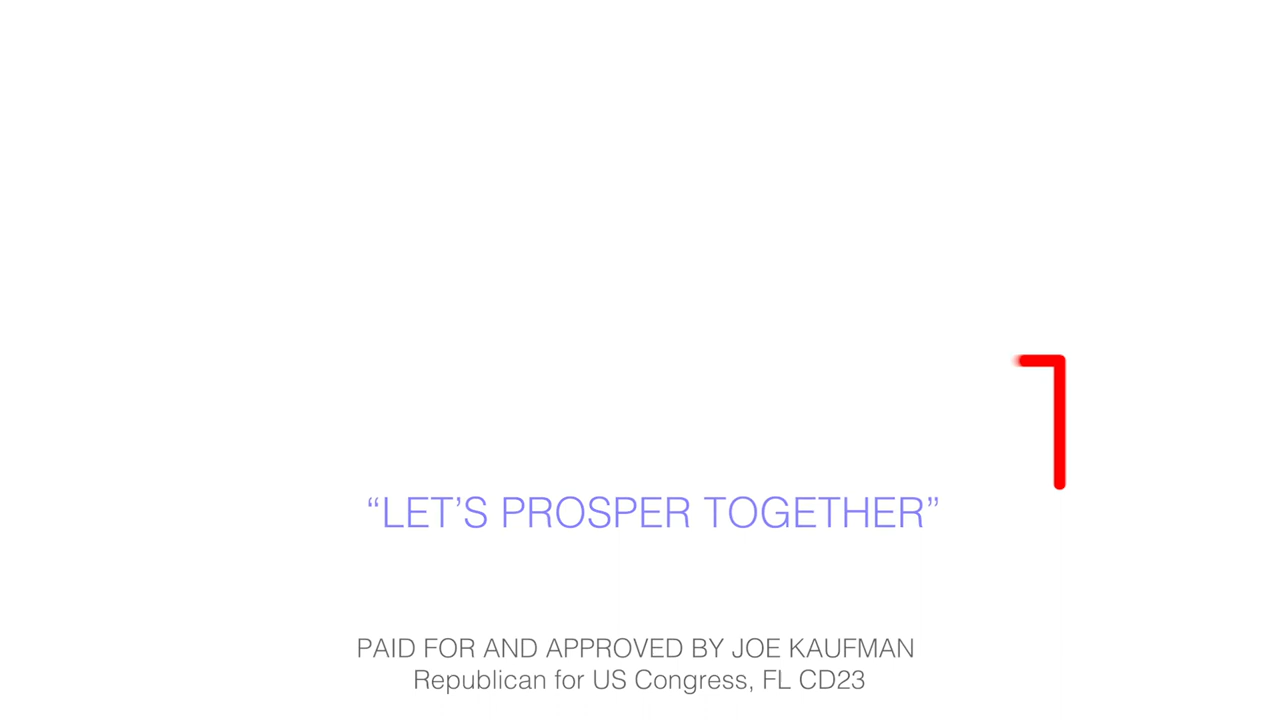 “LET’S PROSPER TOGETHER”
PAID FOR AND APPROVED BY JOE KAUFMAN
Republican for US Congress, FL CD23